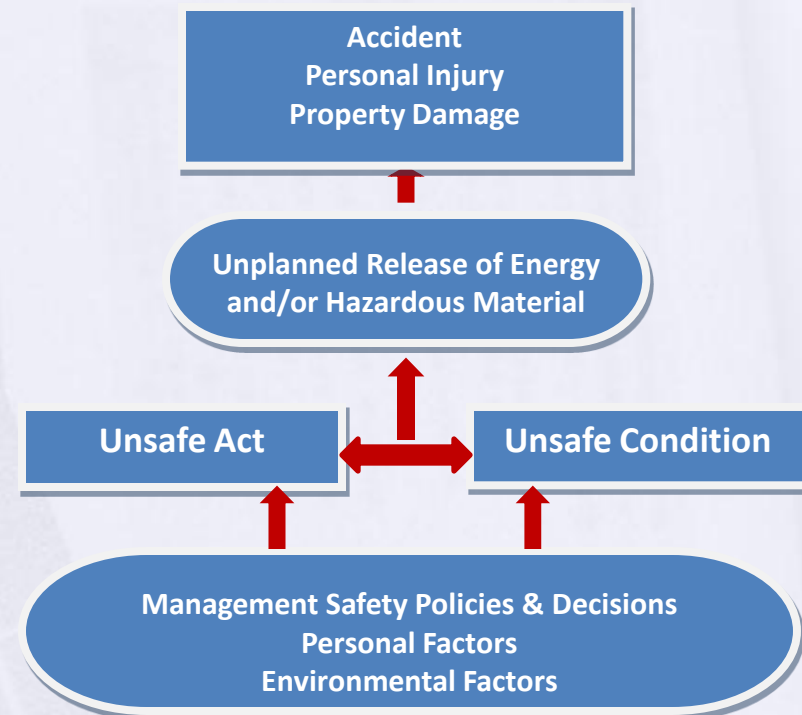 Accident
Personal Injury
Property Damage
Unplanned Release of Energy
and/or Hazardous Material
Unsafe Act
Unsafe Condition
Management Safety Policies & Decisions
Personal Factors
Environmental Factors